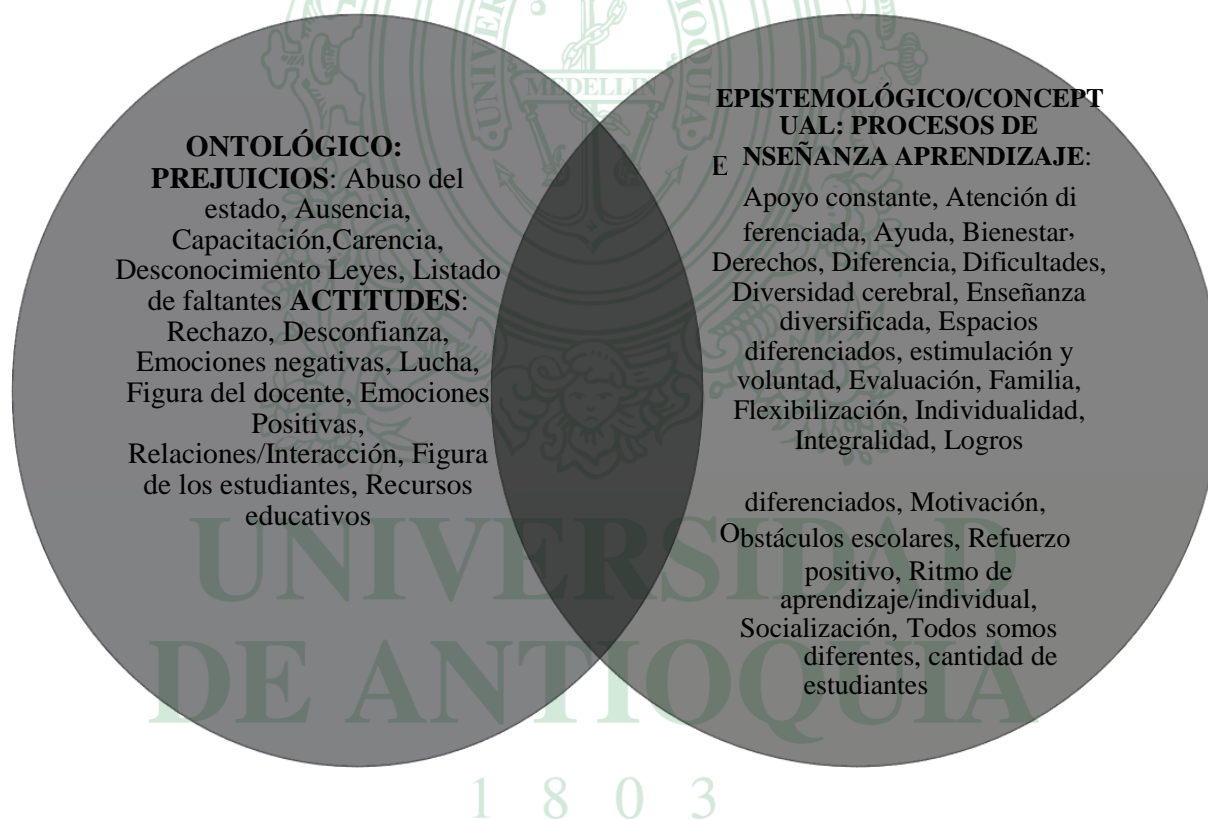 ONTOLÓGICO:
PREJUICIOS: Abuso del
estado, Ausencia,
Capacitación,Carencia,
Desconocimiento Leyes, Listado
de faltantes ACTITUDES:
Rechazo, Desconfianza,
Emociones negativas, Lucha,
Figura del docente, Emociones
Positivas,
Relaciones/Interacción, Figura
de los estudiantes, Recursos
educativos
EPISTEMOLÓGICO/CONCEPT
UAL: PROCESOS DE
E NSEÑANZA APRENDIZAJE:
Apoyo constante, Atención di
ferenciada, Ayuda, Bienestar,
Derechos, Diferencia, Dificultades,
Diversidad cerebral, Enseñanza
diversificada, Espacios
diferenciados, estimulación y
voluntad, Evaluación, Familia,
Flexibilización, Individualidad,
Integralidad, Logros
diferenciados, Motivación,
Obstáculos escolares, Refuerzo
positivo, Ritmo de
aprendizaje/individual,
Socialización, Todos somos
diferentes, cantidad de
estudiantes
MEDELLIN
UNIVERSIDAD
DE ANTIOQUIA
1 8 0 3